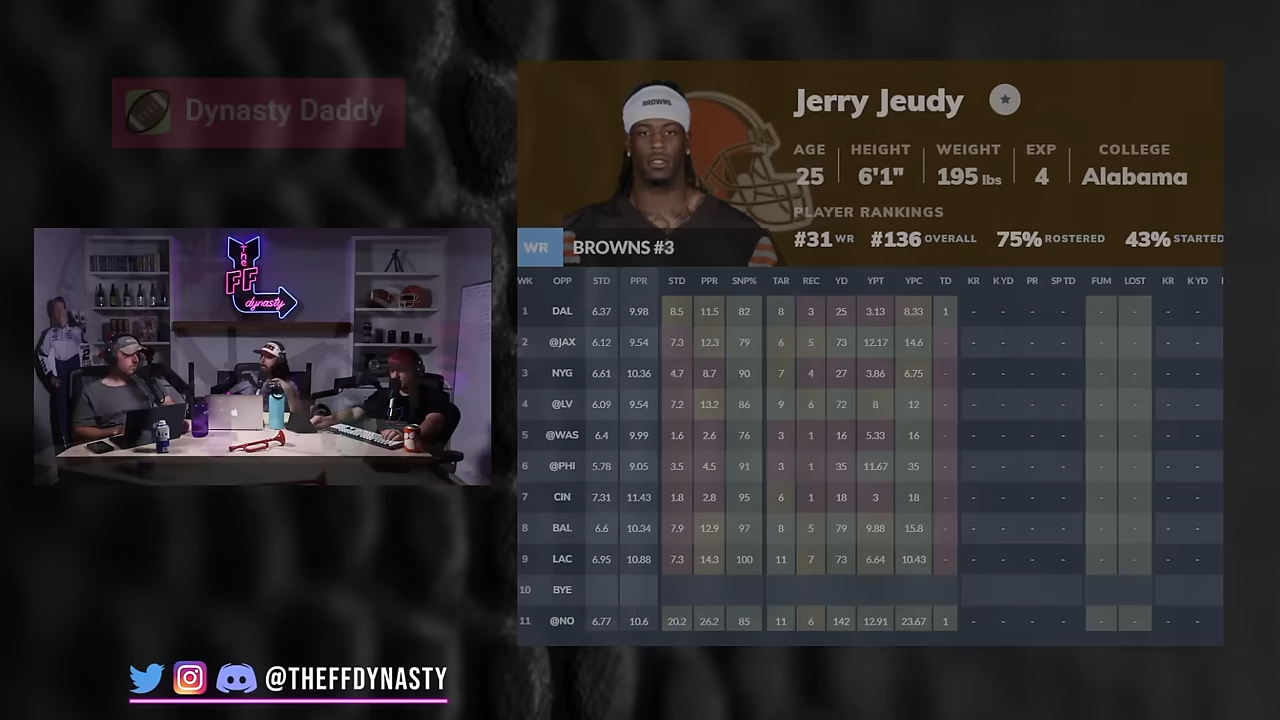 Dynasty Daddy
the
FF
dynasty
@THEFFDYNASTY
BROWNS
Jerry Jeudy
AGE HEIGHT WEIGHT EXP COLLEGE
25 6'1" 195 lbs 4 Alabama
PLAYER RANKINGS
#31 WR #136 OVERALL 75% ROSTERED 43% STARTED
WR BROWNS #3
WK OPP STD PPR STD PPR SNP% TAR REC YD YPT YPC TD KR K YD PR SP TD FUM LOST KR K YD
1 DAL 6.37 9.98 8.5 11.5 82 8 3 25 3.13 8.33 1 - - - - - - - -
2 @JAX 6.12 9.54 7.3 12.3 79 6 5 73 12.17 14.6 - - - - - - - - -
3 NYG 6.61 10.36 4.7 8.7 90 7 4 27 3.86 6.75 - - - - - - - - -
4 @LV 6.09 9.54 7.2 13.2 86 9 6 72 8 12 - - - - - - - - -
5 @WAS 6.4 9.99 1.6 2.6 76 3 1 16 5.33 16 - - - - - - - - -
6 @PHI 5.78 9.05 3.5 4.5 91 3 1 35 11.67 35 - - - - - - - - -
7 CIN 7.31 11.43 1.8 2.8 95 6 1 18 3 18 - - - - - - - - -
8 BAL 6.6 10.34 7.9 12.9 97 8 5 79 9.88 15.8 - - - - - - - - -
9 LAC 6.95 10.88 7.3 14.3 100 11 7 73 6.64 10.43 - - - - - - - - -
10 BYE
11 @NO 6.77 10.6 20.2 26.2 85 11 6 142 12.91 23.67 1 - - - - - - - -